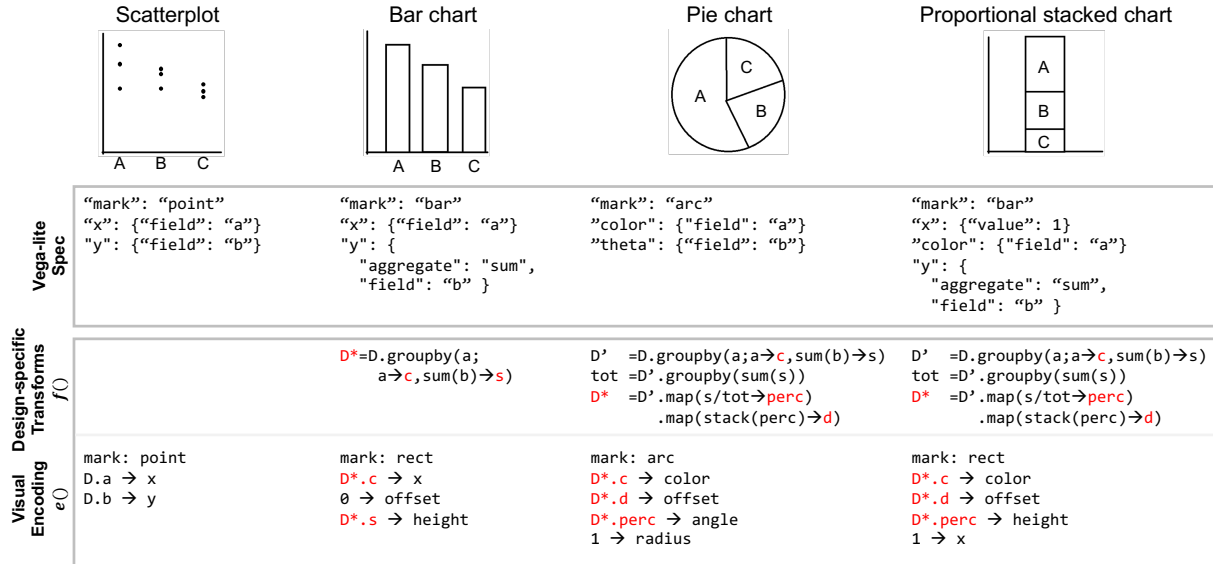 Scatterplot
Bar chart
Pie chart
Proportional stacked chart
A B C
A B C
A
C
B
A
B
C
Vega-lite
Spec
“mark”: “point”
“x”: {“field”: “a”}
"y": {“field”: “b”}
“mark”: “bar”
“x”: {“field”: “a”}
"y": {
"aggregate": "sum",
"field": “b” }
“mark”: “arc”
”color": {"field": “a”}
”theta": {“field”: “b”}
“mark”: “bar”
“x”: {“value”: 1}
”color": {"field": “a”}
"y": {
"aggregate": “sum”,
"field": “b” }
Design-specific
Transforms
f()
D*=D.groupby(a;
a→c,sum(b)→s)
D’ =D.groupby(a;a→c,sum(b)→s)
tot =D’.groupby(sum(s))
D* =D’.map(s/tot→perc)
.map(stack(perc)→d)
D’ =D.groupby(a;a→c,sum(b)→s)
tot =D’.groupby(sum(s))
D* =D’.map(s/tot→perc)
.map(stack(perc)→d)
Visual
Encoding
e()
mark: point
D.a → x
D.b → y
mark: rect
D*.c → x
0 → offset
D*.s → height
mark: arc
D*.c → color
D*.d → offset
D*.perc → angle
1 → radius
mark: rect
D*.c → color
D*.d → offset
D*.perc → height
1 → x